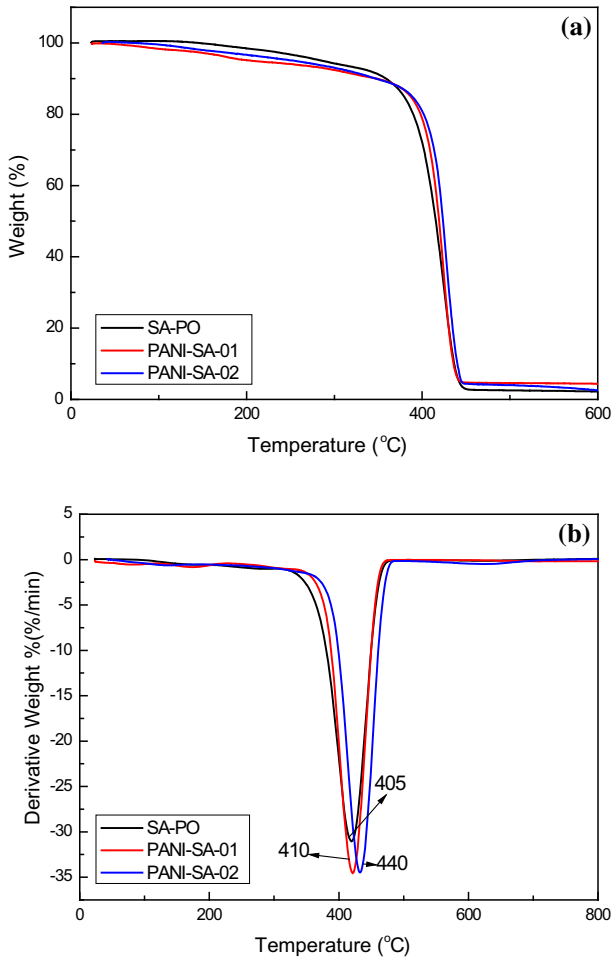 (a)
100
80
60
40
20
0
Weight (%)
SA-PO
PANI-SA-01
PANI-SA-02
0 200 400 600
Temperature (°C)
(b)
5
0
-5
-10
-15
-20
-25
-30
-35
Derivative Weight %(%/min)
405
410
440
SA-PO
PANI-SA-01
PANI-SA-02
0 200 400 600 800
Temperature (°C)